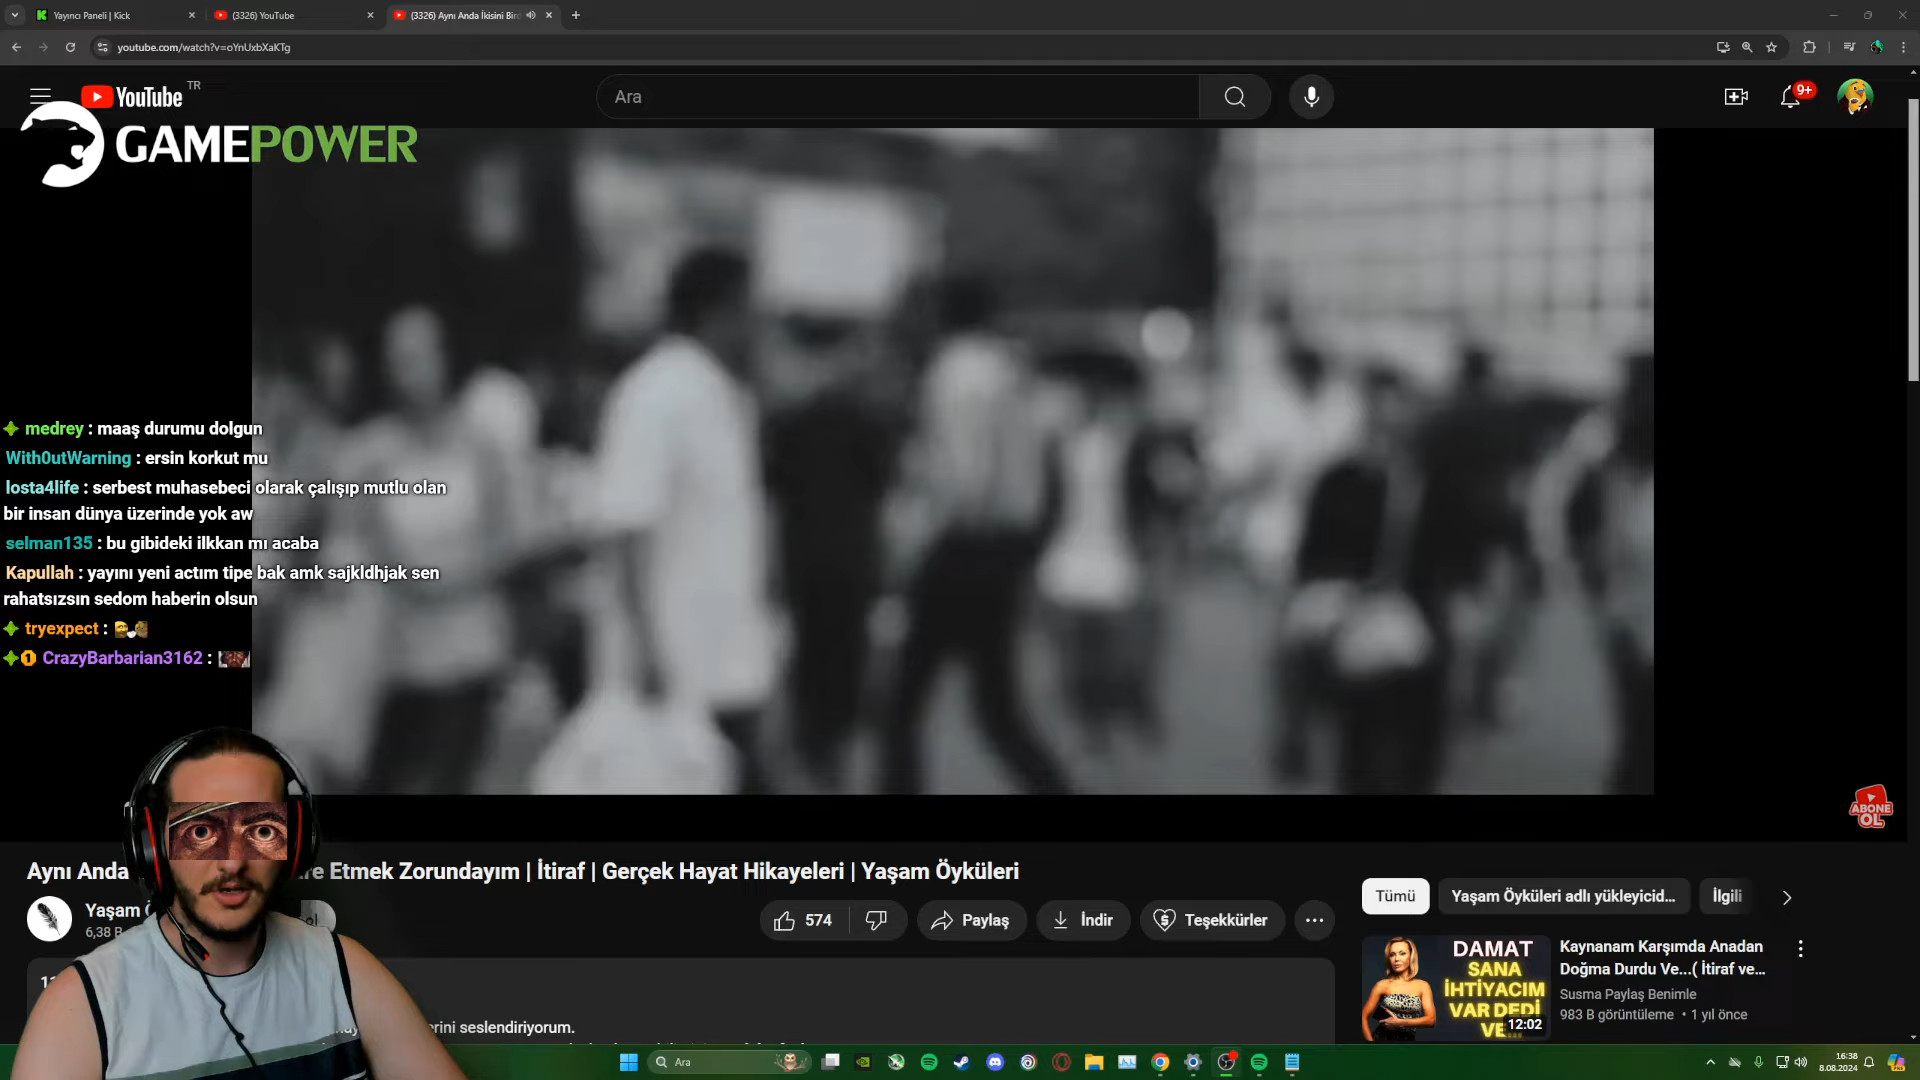 Yayıncı Paneli | Kick
(3326) YouTube
(3326) Aynı Anda İkisini Bird
youtube.com/watch?v=oYnUxbXaKTg
YouTube TR
Ara
9+
GAMEPOWER
medrey : maaş durumu dolgun
With0utWarning : ersin korkut mu
losta4life : serbest muhasebeci olarak çalışıp mutlu olan
bir insan dünya üzerinde yok aw
selman135 : bu gibideki ilkkan mı acaba
Kapullah : yayını yeni actım tipe bak amk sajkldhjak sen
rahatsızsın sedom haberin olsun
tryexpect :
1 CrazyBarbarian3162 :
ABONE
OL
Aynı Anda Etmek Zorundayım | İtiraf | Gerçek Hayat Hikayeleri | Yaşam Öyküleri
Yaşam
6,38 B
574
Paylaş
İndir
Teşekkürler
seslendiriyorum.
Tümü
Yaşam Öyküleri adlı yükleyicid...
İlgili
DAMAT
SANA
İHTİYACIM
VAR DEDİ
VE...
12:02
Kaynanam Karşımda Anadan
Doğma Durdu Ve...( İtiraf ve...
Susma Paylaş Benimle
983 B görüntüleme • 1 yıl önce
Ara
16:38
8.08.2024